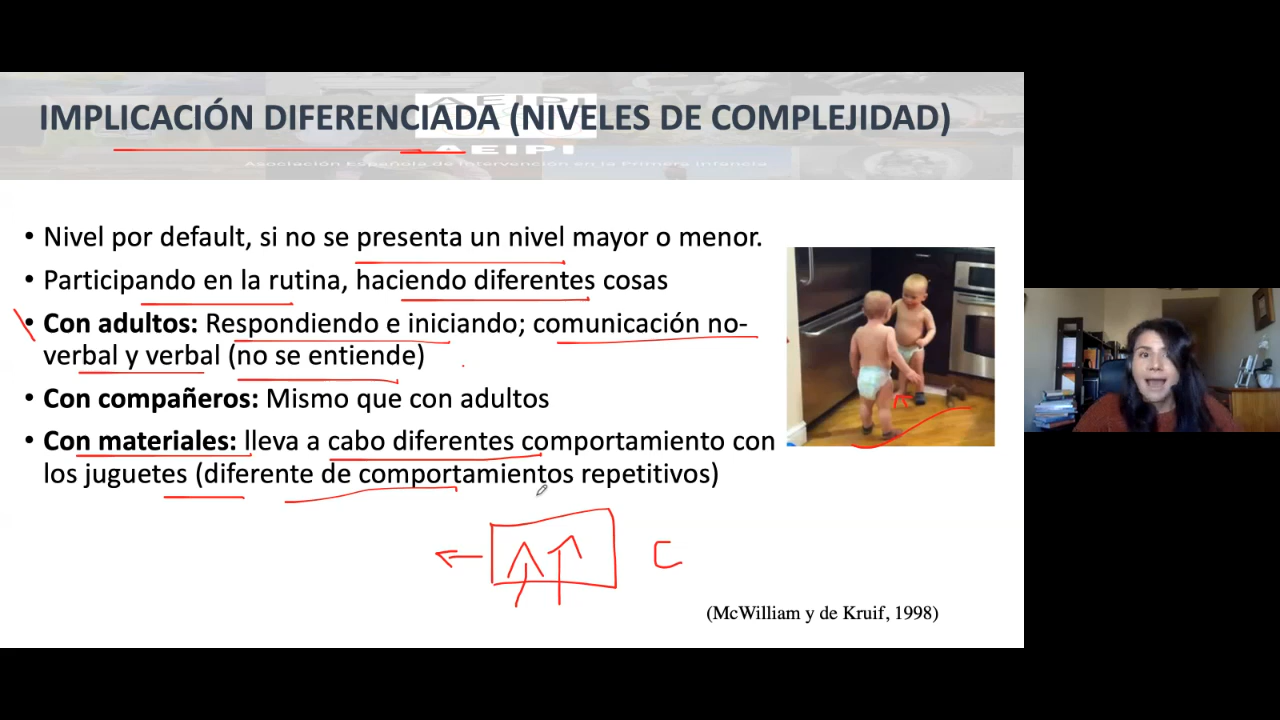 IMPLICACIÓN DIFERENCIADA (NIVELES DE COMPLEJIDAD)
AEIPI
AEIPI
Asociación Española de Intervención en la Primera Infancia
• Nivel por default, si no se presenta un nivel mayor o menor.
• Participando en la rutina, haciendo diferentes cosas
• Con adultos: Respondiendo e iniciando; comunicación no-
verbal y verbal (no se entiende)
• Con compañeros: Mismo que con adultos
• Con materiales: lleva a cabo diferentes comportamiento con
los juguetes (diferente de comportamientos repetitivos)
C
(McWilliam y de Kruif, 1998)